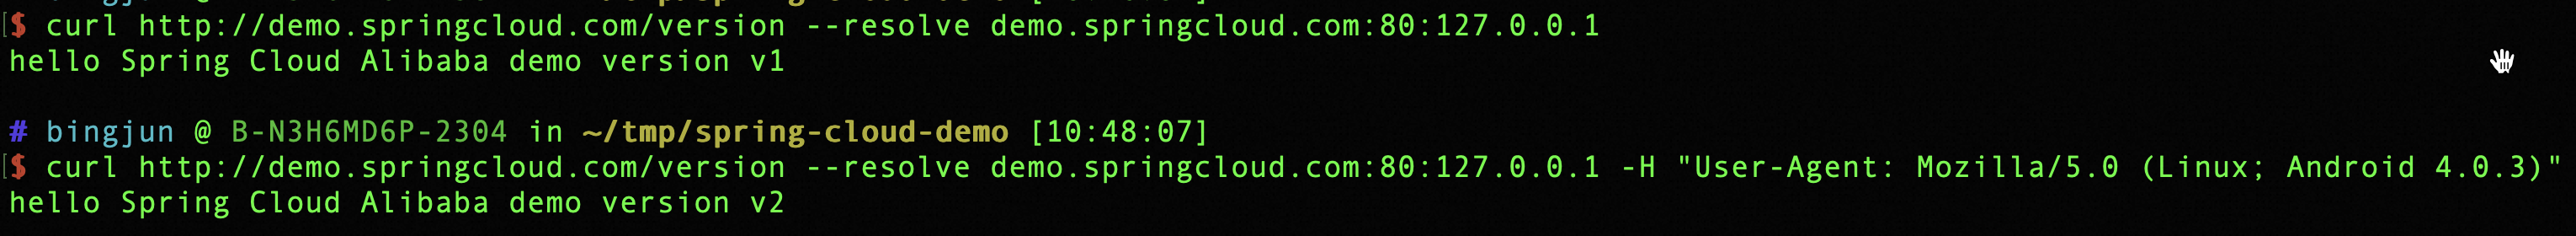 $ curl http://demo.springcloud.com/version --resolve demo.springcloud.com:80:127.0.0.1
hello Spring Cloud Alibaba demo version v1
# bingjun @ B-N3H6MD6P-2304 in ~/tmp/spring-cloud-demo [10:48:07]
$ curl http://demo.springcloud.com/version --resolve demo.springcloud.com:80:127.0.0.1 -H "User-Agent: Mozilla/5.0 (Linux; Android 4.0.3)"
hello Spring Cloud Alibaba demo version v2